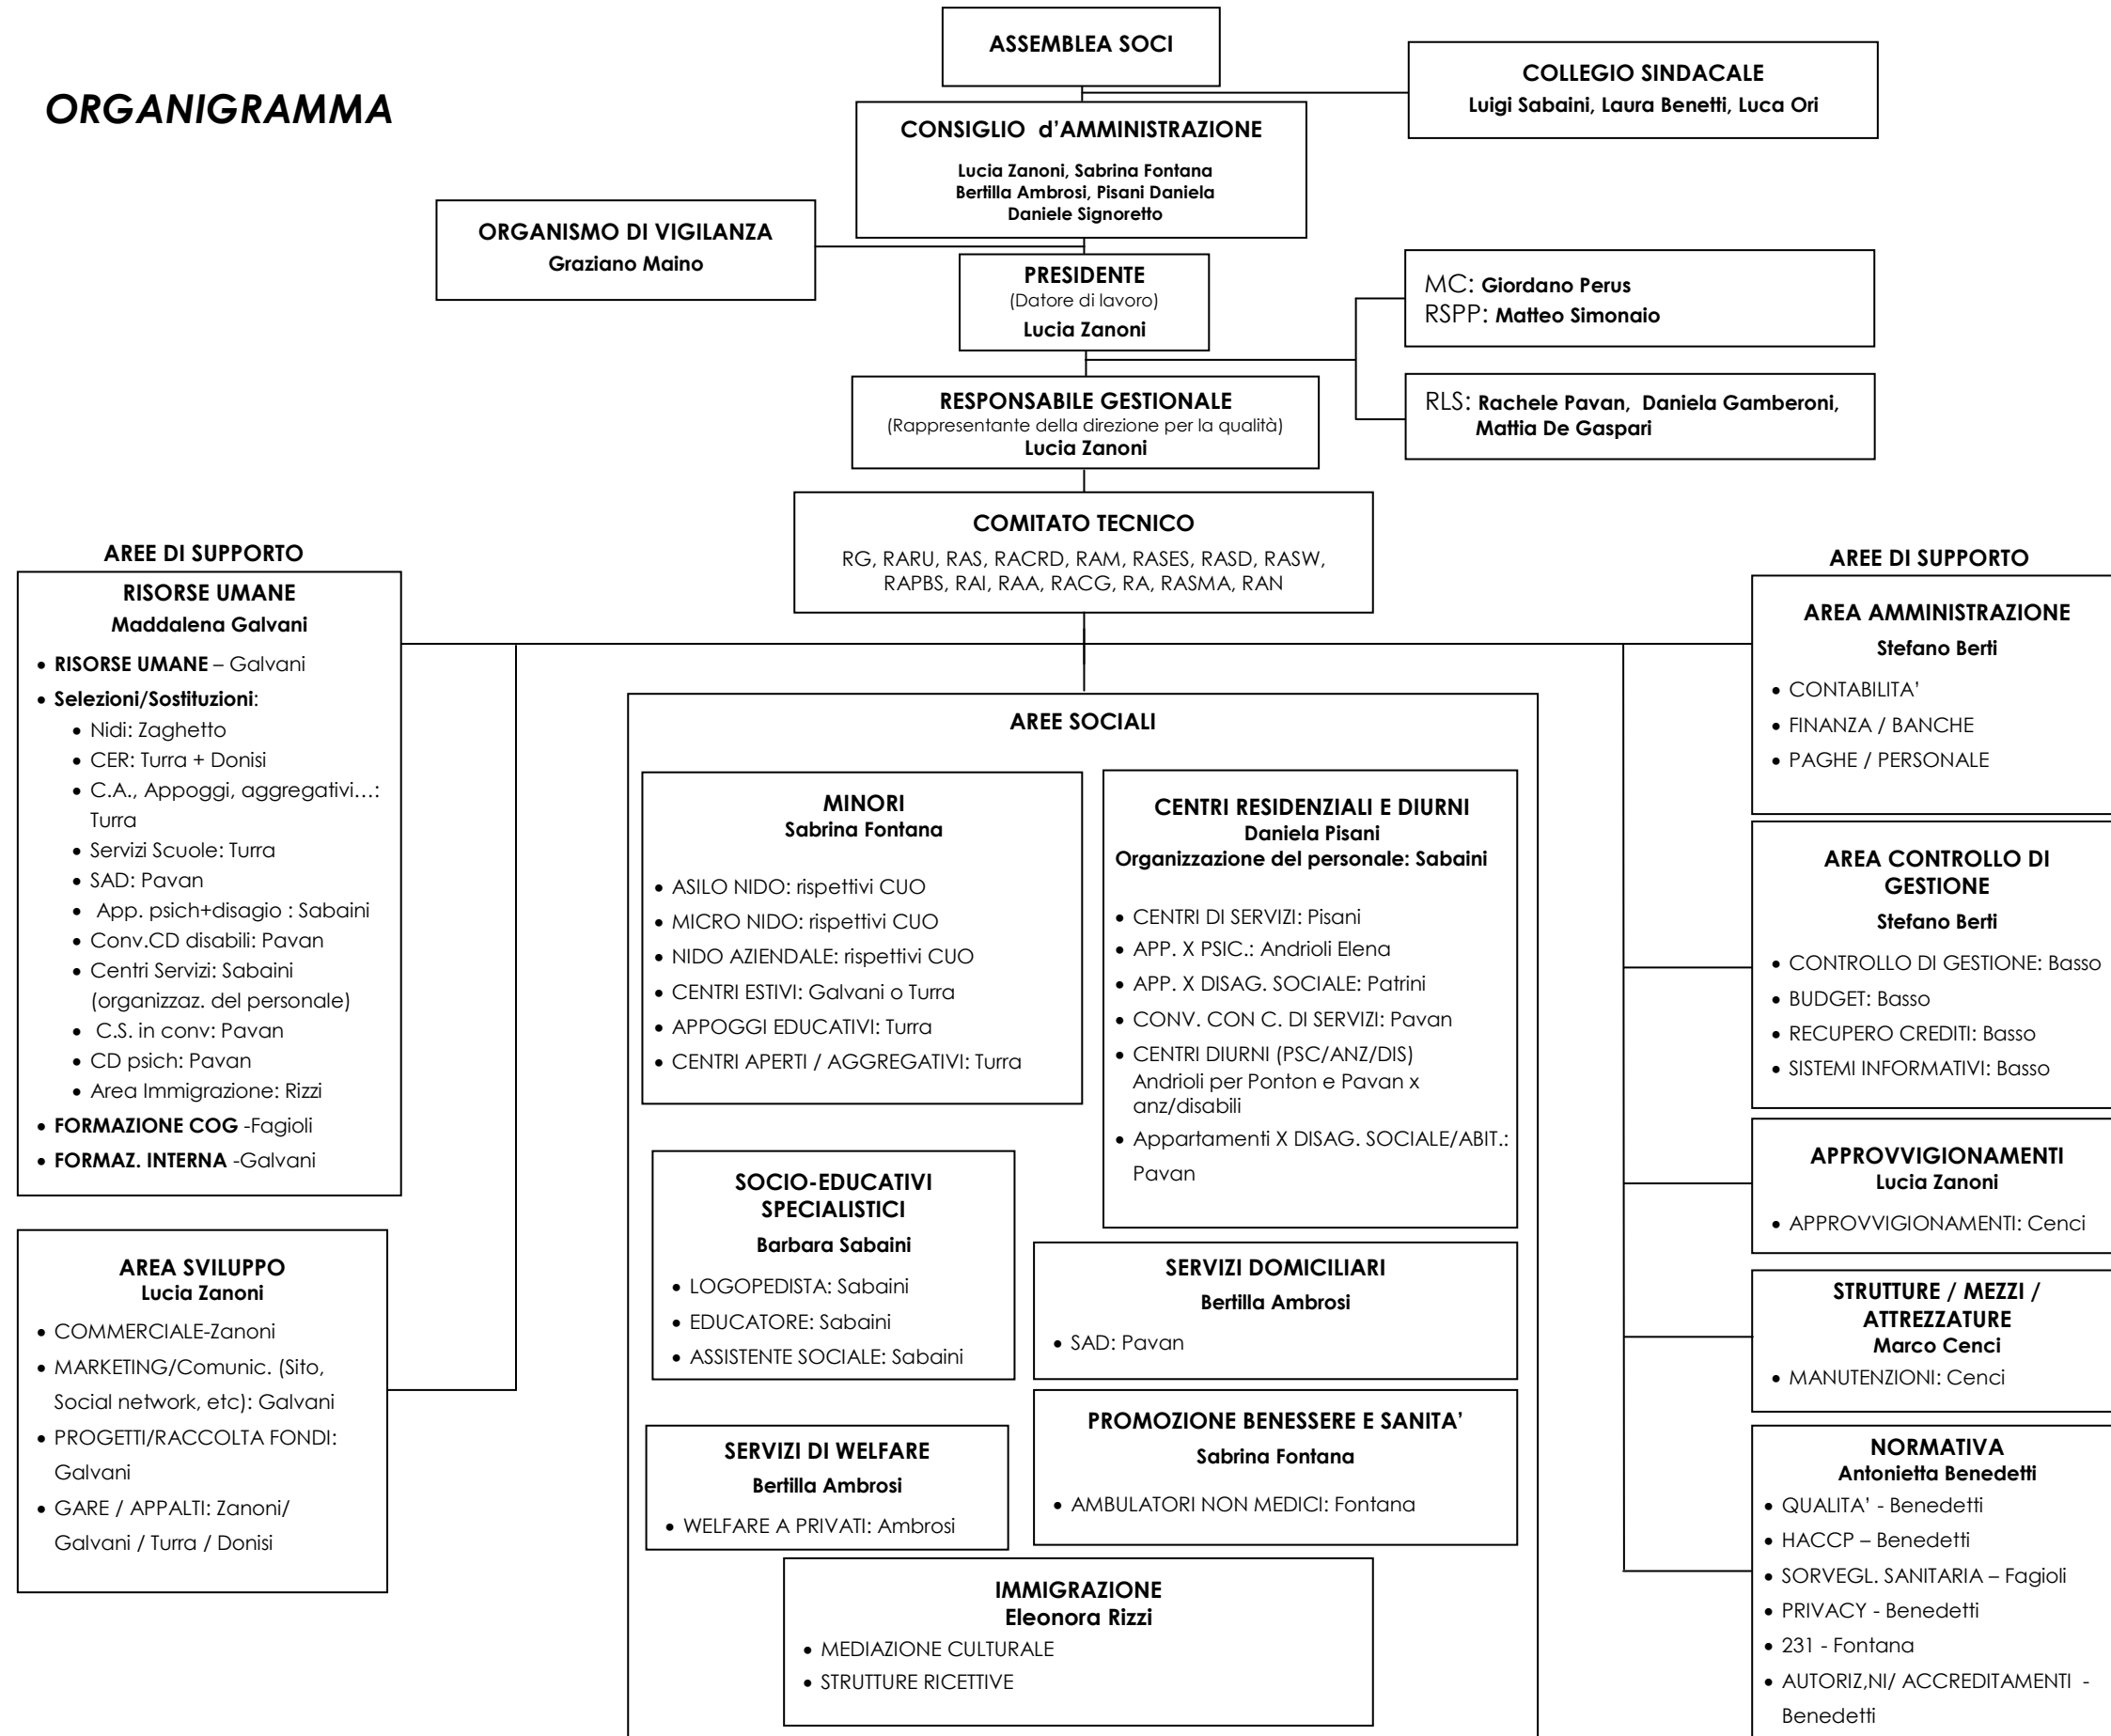 ORGANIGRAMMA
ASSEMBLEA SOCI
COLLEGIO SINDACALE
Luigi Sabaini, Laura Benetti, Luca Ori
CONSIGLIO d'AMMINISTRAZIONE
Lucia Zanoni, Sabrina Fontana
Bertilla Ambrosi, Pisani Daniela
Daniele Signoretto
ORGANISMO DI VIGILANZA
Graziano Maino
PRESIDENTE
(Datore di lavoro)
Lucia Zanoni
MC: Giordano Perus
RSPP: Matteo Simonaio
RESPONSABILE GESTIONALE
(Rappresentante della direzione per la qualità)
Lucia Zanoni
RLS: Rachele Pavan, Daniela Gamberoni,
Mattia De Gaspari
COMITATO TECNICO
RG, RARU, RAS, RACRD, RAM, RASES, RASD, RASW,
RAPBS, RAI, RAA, RACG, RA, RASMA, RAN
AREE DI SUPPORTO
RISORSE UMANE
Maddalena Galvani
• RISORSE UMANE – Galvani
• Selezioni/Sostituzioni:
• Nidi: Zaghetto
• CER: Turra + Donisi
• C.A., Appoggi, aggregativi…:
Turra
• Servizi Scuole: Turra
• SAD: Pavan
• App. psich+disagio : Sabaini
• Conv.CD disabili: Pavan
• Centri Servizi: Sabaini
(organizzaz. del personale)
• C.S. in conv: Pavan
• CD psich: Pavan
• Area Immigrazione: Rizzi
• FORMAZIONE COG -Fagioli
• FORMAZ. INTERNA -Galvani
AREA SVILUPPO
Lucia Zanoni
• COMMERCIALE-Zanoni
• MARKETING/Comunic. (Sito,
Social network, etc): Galvani
• PROGETTI/RACCOLTA FONDI:
Galvani
• GARE / APPALTI: Zanoni/
Galvani / Turra / Donisi
AREE SOCIALI
MINORI
Sabrina Fontana
• ASILO NIDO: rispettivi CUO
• MICRO NIDO: rispettivi CUO
• NIDO AZIENDALE: rispettivi CUO
• CENTRI ESTIVI: Galvani o Turra
• APPOGGI EDUCATIVI: Turra
• CENTRI APERTI / AGGREGATIVI: Turra
CENTRI RESIDENZIALI E DIURNI
Daniela Pisani
Organizzazione del personale: Sabaini
• CENTRI DI SERVIZI: Pisani
• APP. X PSIC.: Andrioli Elena
• APP. X DISAG. SOCIALE: Patrini
• CONV. CON C. DI SERVIZI: Pavan
• CENTRI DIURNI (PSC/ANZ/DIS)
Andrioli per Ponton e Pavan x
anz/disabili
• Appartamenti X DISAG. SOCIALE/ABIT.:
Pavan
SOCIO-EDUCATIVI
SPECIALISTICI
Barbara Sabaini
• LOGOPEDISTA: Sabaini
• EDUCATORE: Sabaini
• ASSISTENTE SOCIALE: Sabaini
SERVIZI DOMICILIARI
Bertilla Ambrosi
• SAD: Pavan
SERVIZI DI WELFARE
Bertilla Ambrosi
• WELFARE A PRIVATI: Ambrosi
PROMOZIONE BENESSERE E SANITA'
Sabrina Fontana
• AMBULATORI NON MEDICI: Fontana
IMMIGRAZIONE
Eleonora Rizzi
• MEDIAZIONE CULTURALE
• STRUTTURE RICETTIVE
AREE DI SUPPORTO
AREA AMMINISTRAZIONE
Stefano Berti
• CONTABILITA'
• FINANZA / BANCHE
• PAGHE / PERSONALE
AREA CONTROLLO DI
GESTIONE
Stefano Berti
• CONTROLLO DI GESTIONE: Basso
• BUDGET: Basso
• RECUPERO CREDITI: Basso
• SISTEMI INFORMATIVI: Basso
APPROVVIGIONAMENTI
Lucia Zanoni
• APPROVVIGIONAMENTI: Cenci
STRUTTURE / MEZZI /
ATTREZZATURE
Marco Cenci
• MANUTENZIONI: Cenci
NORMATIVA
Antonietta Benedetti
• QUALITA' - Benedetti
• HACCP – Benedetti
• SORVEGL. SANITARIA – Fagioli
• PRIVACY - Benedetti
• 231 - Fontana
• AUTORIZ,NI/ ACCREDITAMENTI -
Benedetti